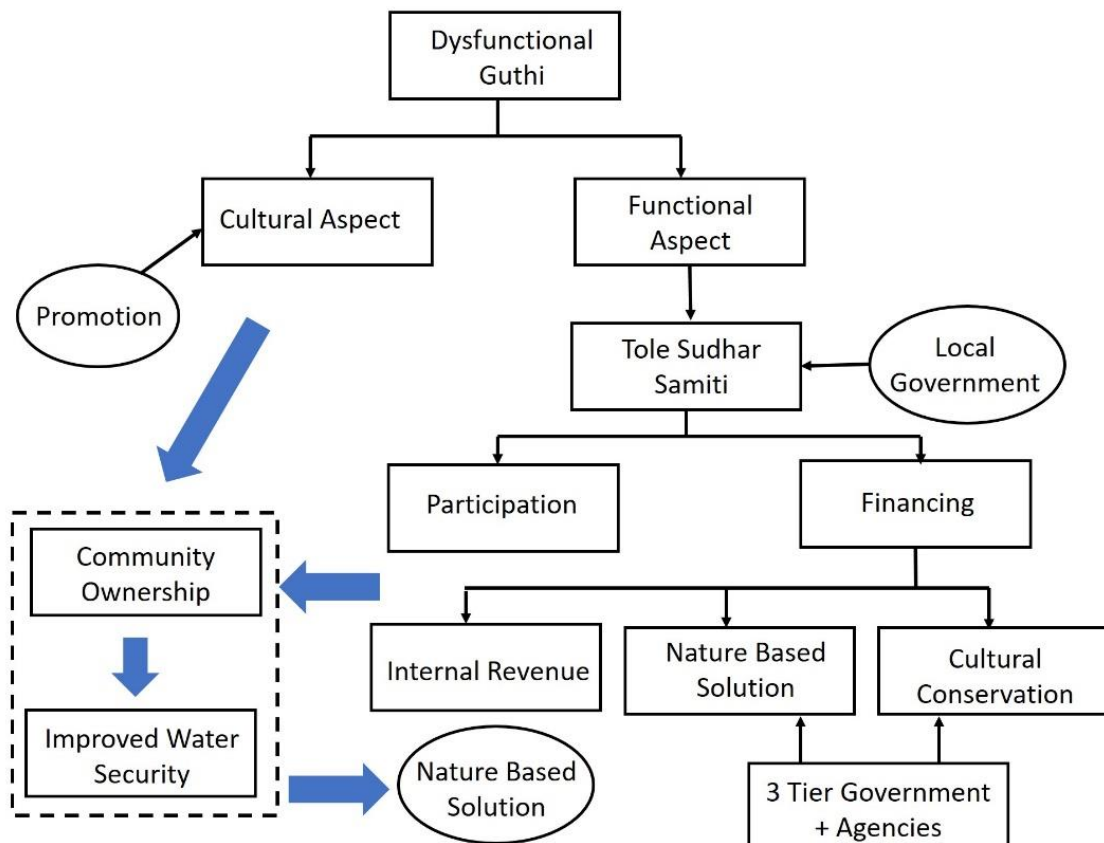 Dysfunctional
Guthi
Cultural Aspect
Functional
Aspect
Promotion
Tole Sudhar
Samiti
Local
Government
Participation
Financing
Community
Ownership
Internal Revenue
Nature Based
Solution
Cultural
Conservation
Improved Water
Security
Nature Based
Solution
3 Tier Government
+ Agencies